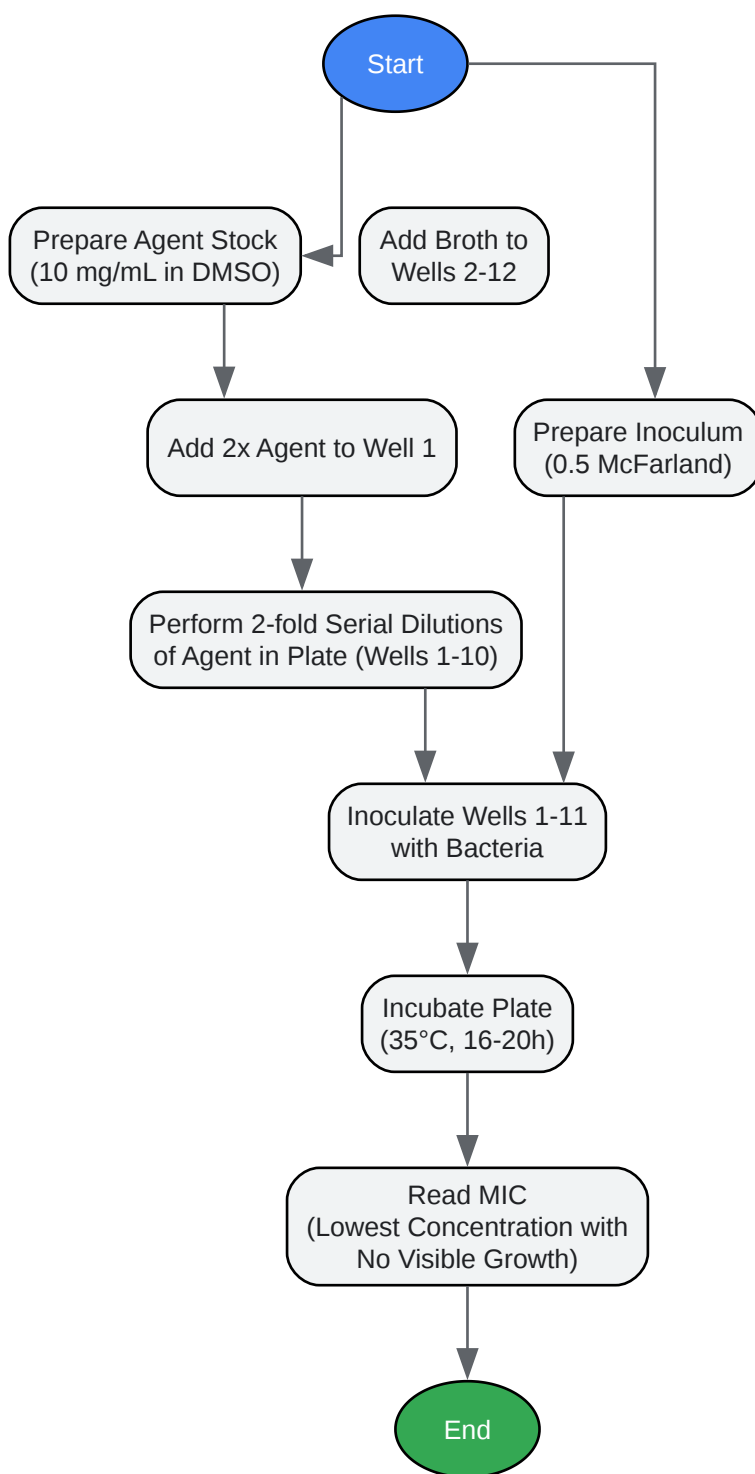 Start
Prepare Agent Stock
(10 mg/mL in DMSO)
Add Broth to
Wells 2-12
Add 2x Agent to Well 1
Prepare Inoculum
(0.5 McFarland)
Perform 2-fold Serial Dilutions
of Agent in Plate (Wells 1-10)
Inoculate Wells 1-11
with Bacteria
Incubate Plate
(35°C, 16-20h)
Read MIC
(Lowest Concentration with
No Visible Growth)
End